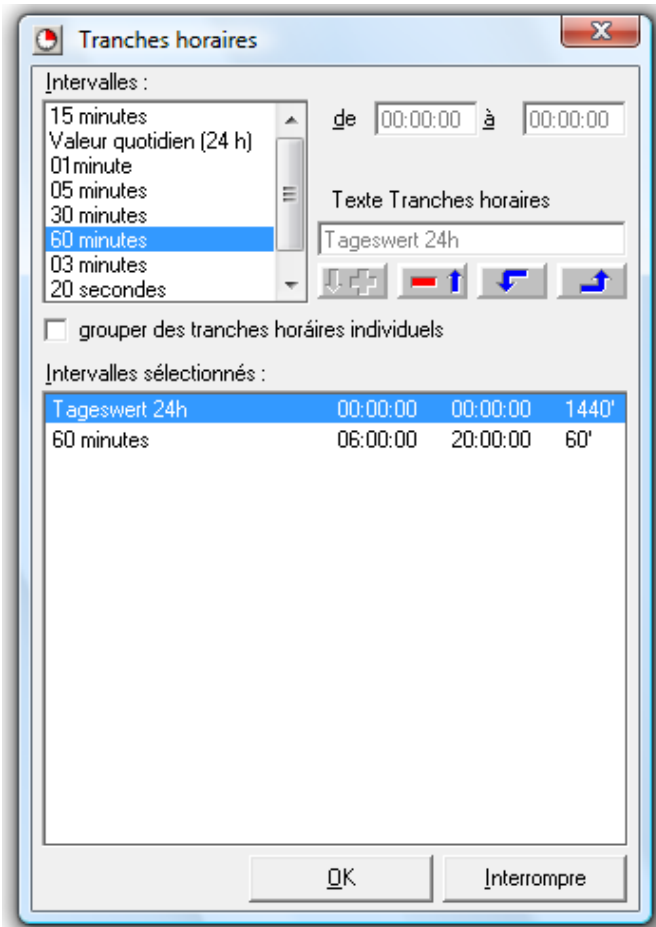 Tranches horaires
Intervalles :
15 minutes
Valeur quotidien (24 h)
01minute
05 minutes
30 minutes
60 minutes
03 minutes
20 secondes
de 00:00:00 à 00:00:00
Texte Tranches horaires
Tageswert 24h
grouper des tranches horáires individuels
Intervalles sélectionnés :
Tageswert 24h 00:00:00 00:00:00 1440'
60 minutes 06:00:00 20:00:00 60'
OK Interrompre